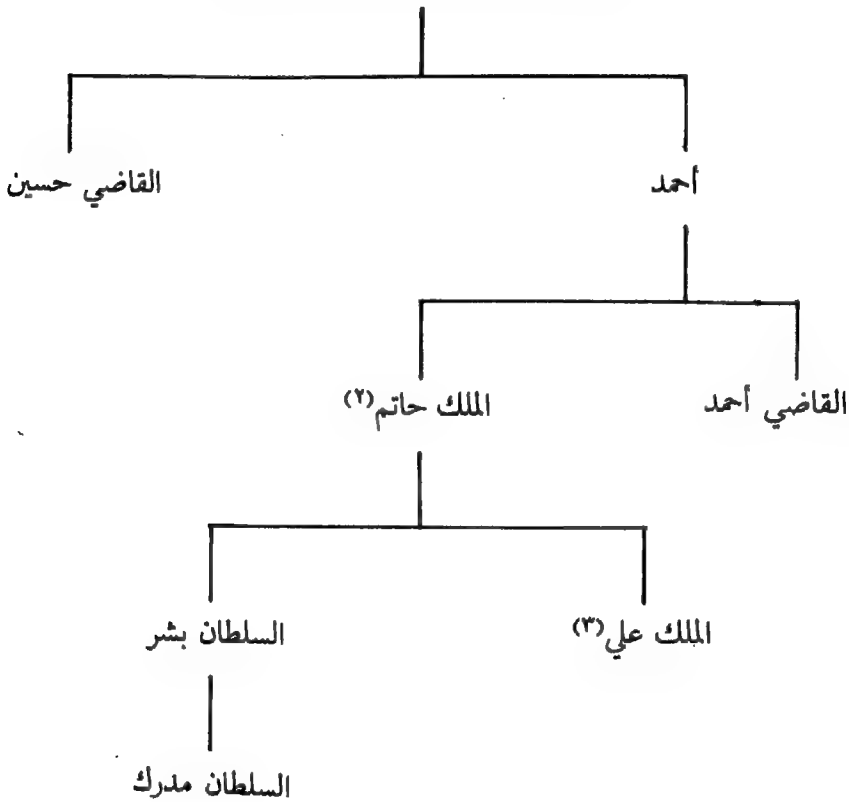 أحمد
القاضي حسين
القاضي أحمد
الملك حاتم (٢)
الملك علي (٣)
السلطان بشر
السلطان مدرك